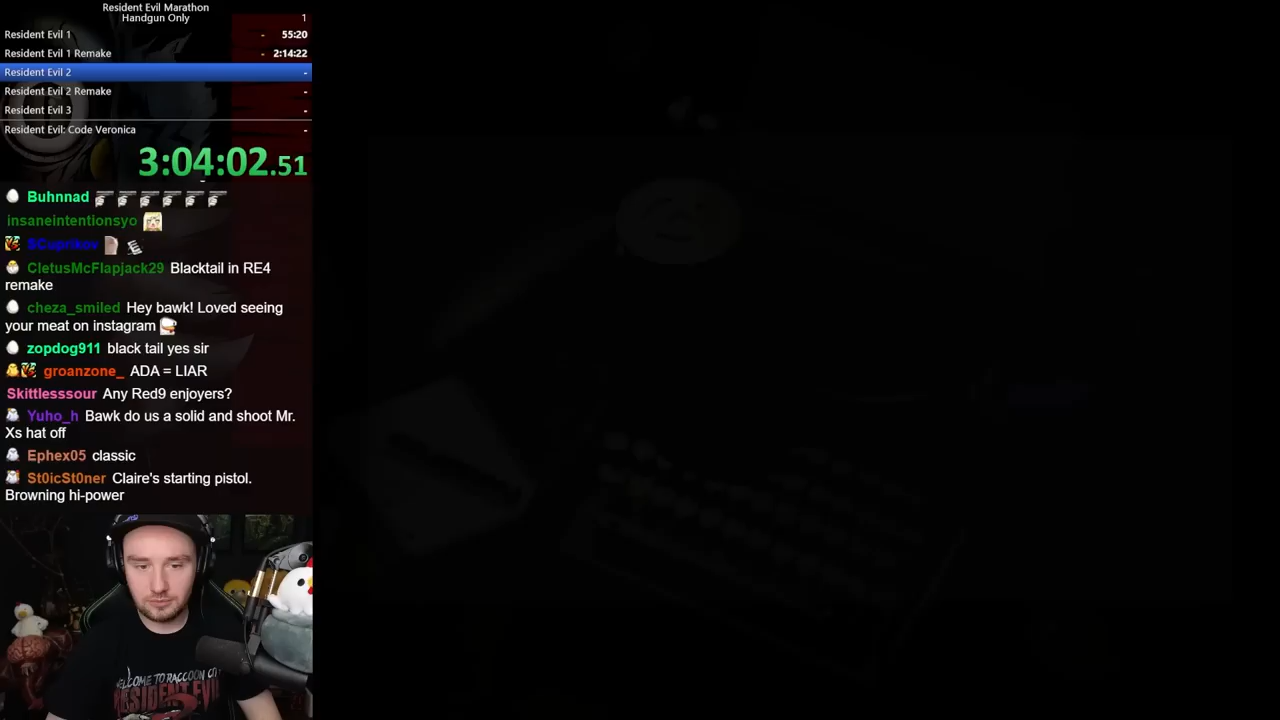 Resident Evil Marathon
Handgun Only
1
Resident Evil 1 - 55:20
Resident Evil 1 Remake - 2:14:22
Resident Evil 2 -
Resident Evil 2 Remake -
Resident Evil 3 -
Resident Evil: Code Veronica -
3:04:02.51
Buhnnad
insaneintentionsyo
SCuprikov
CletusMcFlapjack29 Blacktail in RE4
remake
cheza_smiled Hey bawk! Loved seeing
your meat on instagram
zopdog911 black tail yes sir
groanzone_ ADA = LIAR
Skittlesssour Any Red9 enjoyers?
Yuho_h Bawk do us a solid and shoot Mr.
Xs hat off
Ephex05 classic
St0icSt0ner Claire's starting pistol.
Browning hi-power
WELCOME TO RACCOON CITY
RESIDENT EVIL